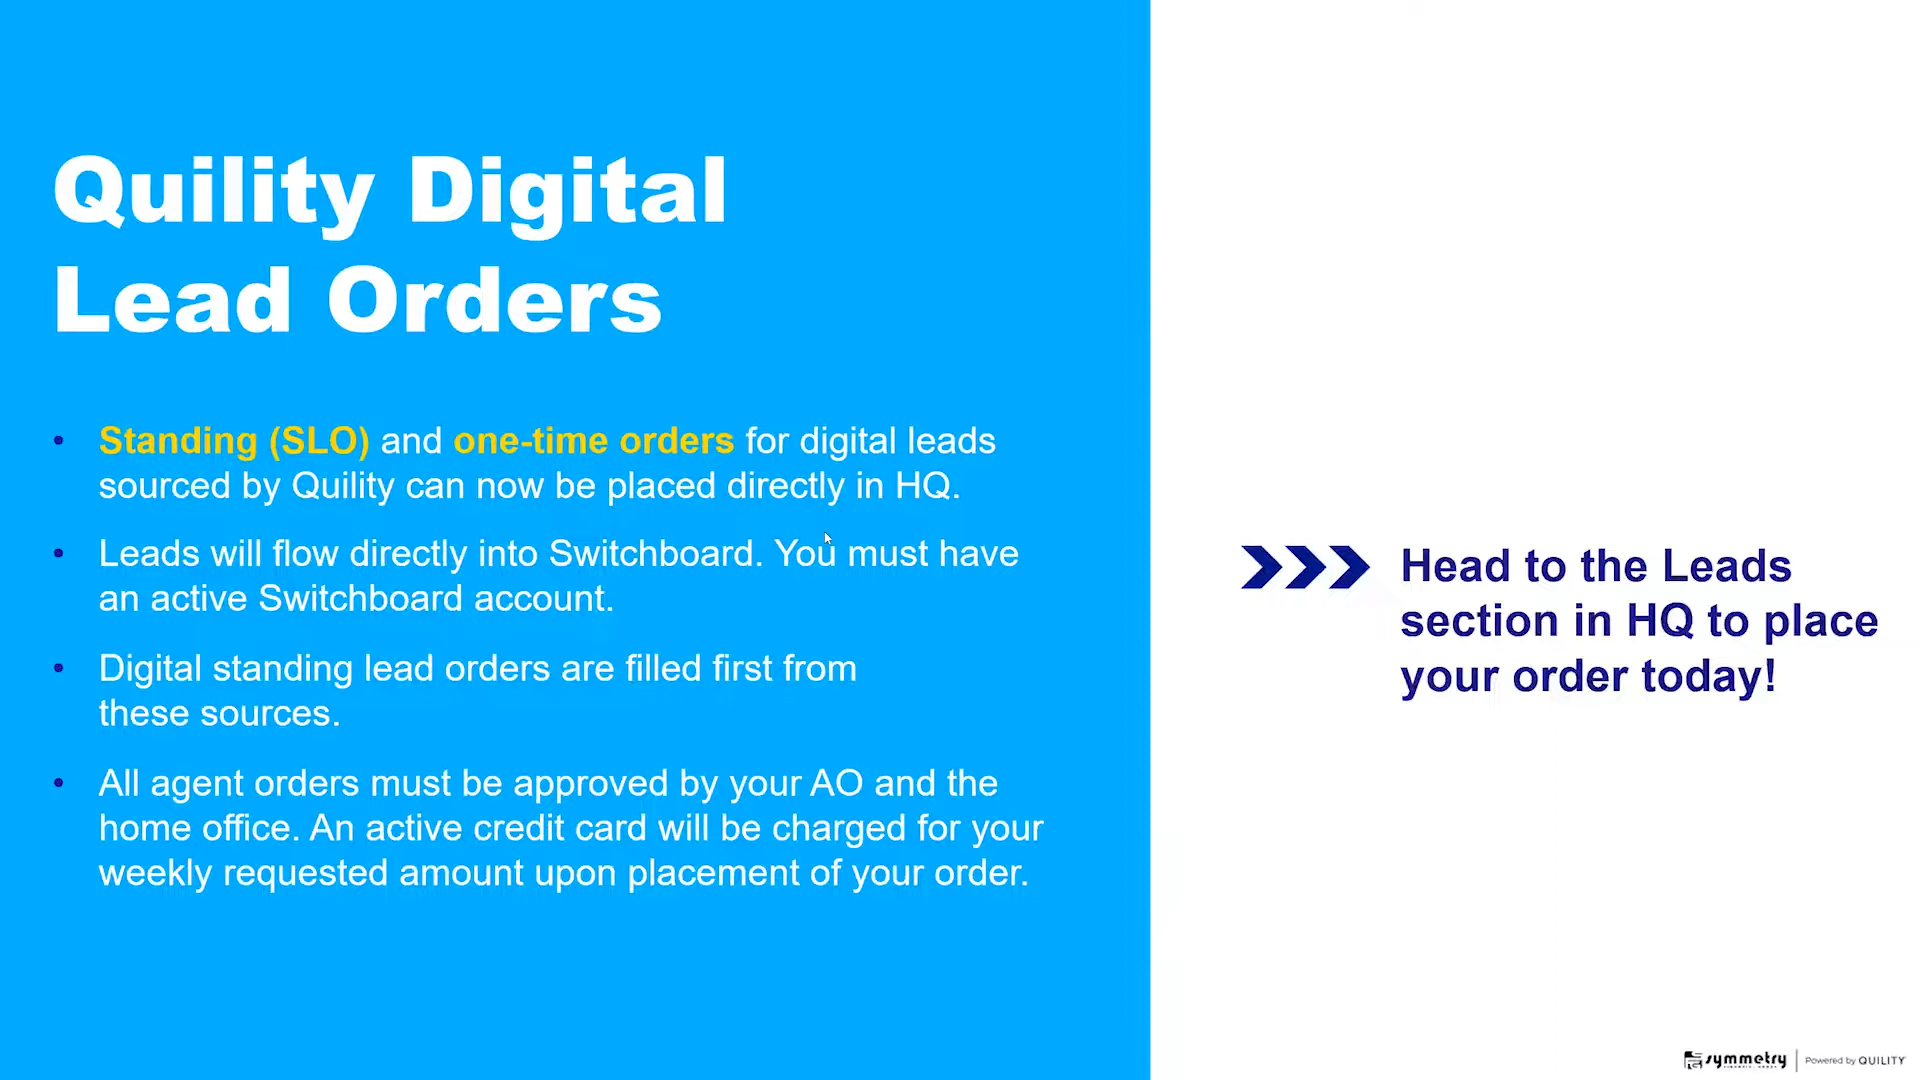 Quility Digital
Lead Orders
• Standing (SLO) and one-time orders for digital leads
sourced by Quility can now be placed directly in HQ.
• Leads will flow directly into Switchboard. You must have
an active Switchboard account.
• Digital standing lead orders are filled first from
these sources.
• All agent orders must be approved by your AO and the
home office. An active credit card will be charged for your
weekly requested amount upon placement of your order.
Head to the Leads
section in HQ to place
your order today!
symmetry
Powered by QUILITY